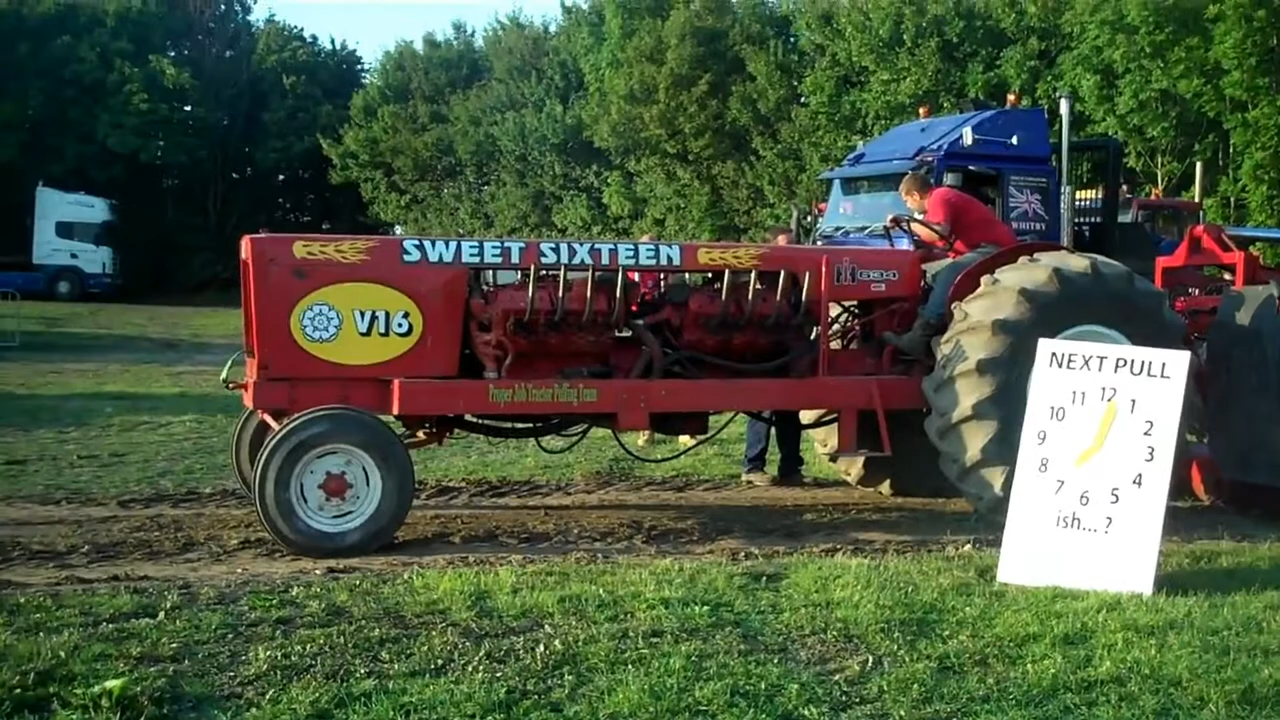 SWEET SIXTEEN
V16
IH 634
Proper Job Tractor Pulling Team
WHITBY
NEXT PULL
12
11 1
10 2
9 3
8 4
7 6 5
ish... ?